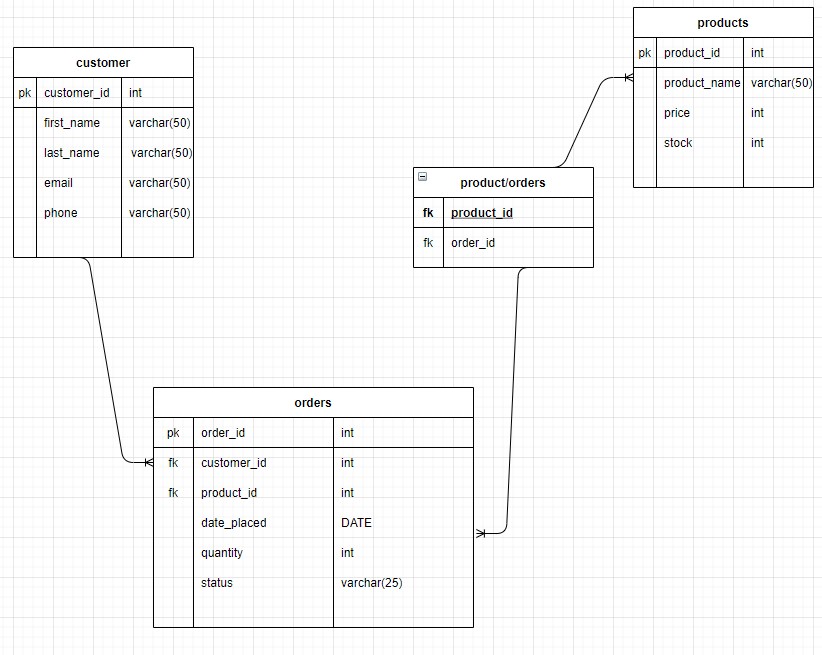 customer
pk customer_id int
first_name varchar(50)
last_name varchar(50)
email varchar(50)
phone varchar(50)
products
pk product_id int
product_name varchar(50)
price int
stock int
product/orders
fk product_id
fk order_id
orders
pk order_id int
fk customer_id int
fk product_id int
date_placed DATE
quantity int
status varchar(25)